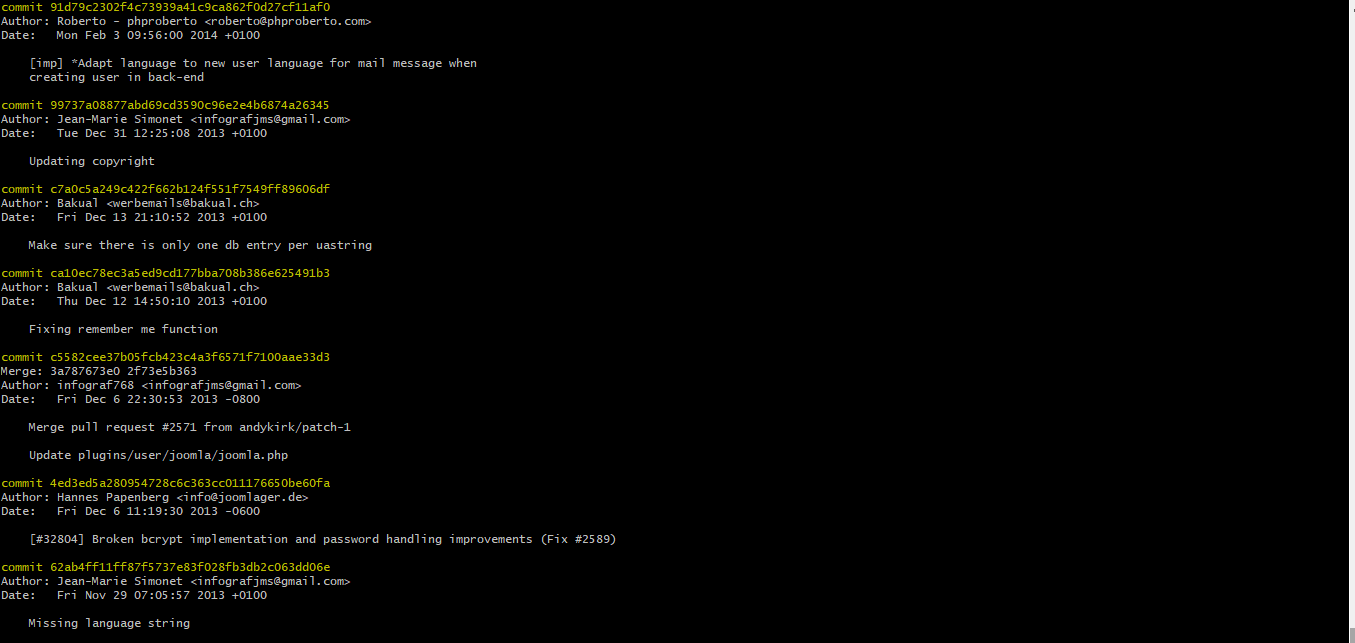 commit 91d79c2302f4c73939a41c9ca862f0d27cf11af0
Author: Roberto - phproberto <roberto@phproberto.com>
Date:   Mon Feb 3 09:56:00 2014 +0100
[imp] *Adapt language to new user language for mail message when
creating user in back-end
commit 99737a08877abd69cd3590c96e2e4b6874a26345
Author: Jean-Marie Simonet <infografjms@gmail.com>
Date:   Tue Dec 31 12:25:08 2013 +0100
Updating copyright
commit c7a0c5a249c422f662b124f551f7549ff89606df
Author: Bakual <werbemails@bakual.ch>
Date:   Fri Dec 13 21:10:52 2013 +0100
Make sure there is only one db entry per uastring
commit ca10ec78ec3a5ed9cd177bba708b386e625491b3
Author: Bakual <werbemails@bakual.ch>
Date:   Thu Dec 12 14:50:10 2013 +0100
Fixing remember me function
commit c5582cee37b05fcb423c4a3f6571f7100aae33d3
Merge: 3a787673e0 2f73e5b363
Author: infograf768 <infografjms@gmail.com>
Date:   Fri Dec 6 22:30:53 2013 -0800
Merge pull request #2571 from andykirk/patch-1
Update plugins/user/joomla/joomla.php
commit 4ed3ed5a280954728c6c363cc011176650be60fa
Author: Hannes Papenberg <info@joomlager.de>
Date:   Fri Dec 6 11:19:30 2013 -0600
[#32804] Broken bcrypt implementation and password handling improvements (Fix #2589)
commit 62ab4ff11ff87f5737e83f028fb3db2c063dd06e
Author: Jean-Marie Simonet <infografjms@gmail.com>
Date:   Fri Nov 29 07:05:57 2013 +0100
Missing language string